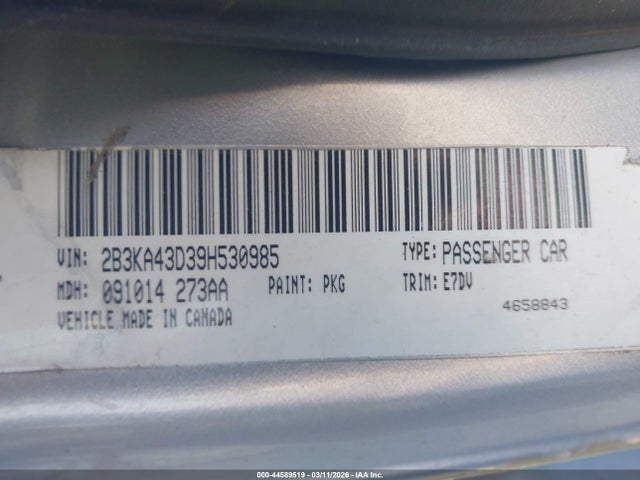 VIN: 2B3KA43D39H530985 TYPE: PASSENGER CAR
MDH: 091014 273AA PAINT: PKG TRIM: E7DV
4658843
VEHICLE MADE IN CANADA
000-44589519 - 03/11/2026 - IAA Inc.